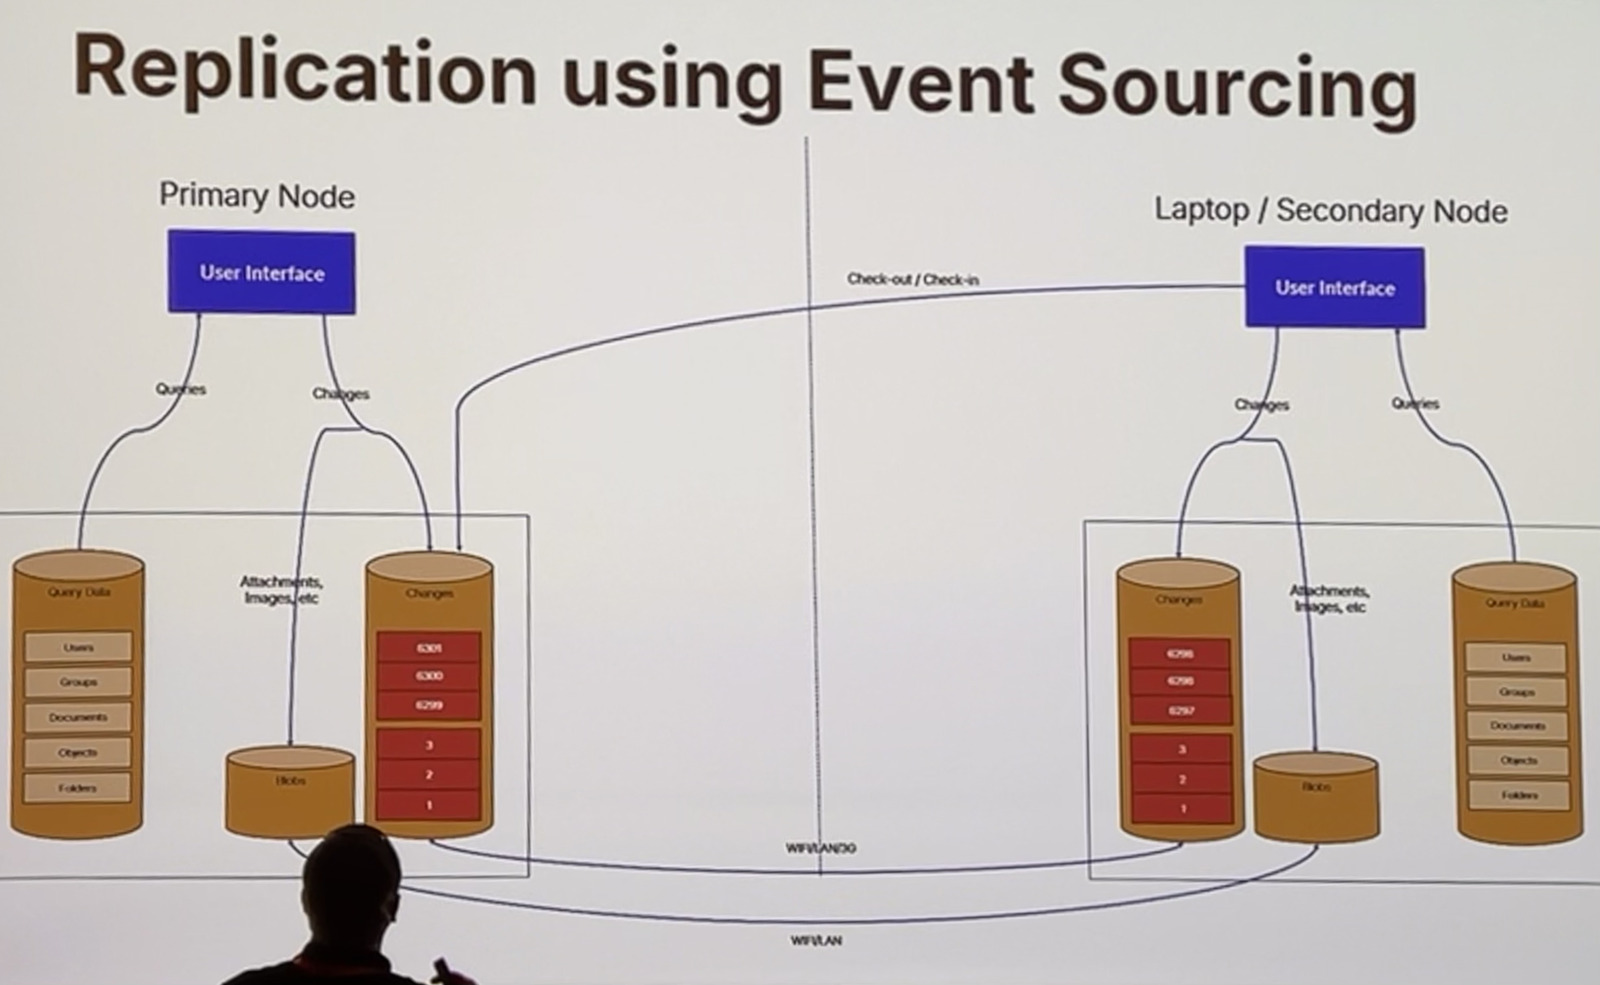 Replication using Event Sourcing
Primary Node
Laptop / Secondary Node
User Interface
User Interface
Check-out / Check-in
Queries
Changes
Changes
Queries
Query Data
Users
Groups
Documents
Objects
Folders
Attachments,
Images, etc
Blobs
Changes
6301
6300
6299
3
2
1
Changes
6298
6297
3
2
1
Attachments,
Images, etc
Blobs
Query Data
Users
Groups
Documents
Objects
Folders
WIFI/LAN/3G
WIFI/LAN